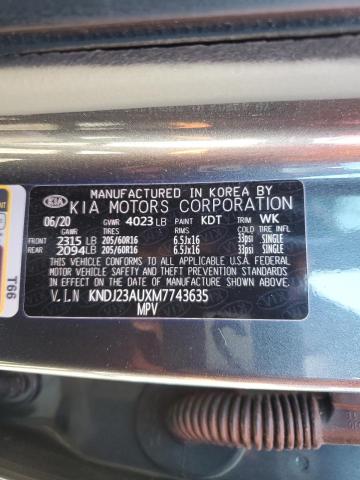 MANUFACTURED IN KOREA BY
KIA KIA MOTORS CORPORATION
06/20 GVWR 4023 LB PAINT KDT TRIM WK
GAWR TIRES RIMS COLD TIRE INFL
FRONT 2315 LB 205/60R16 6.5Jx16 33psi SINGLE
REAR 2094 LB 205/60R16 6.5Jx16 33psi SINGLE
THIS VEHICLE CONFORMS TO ALL APPLICABLE U.S.A FEDERAL
MOTOR VEHICLE SAFETY, BUMPER, AND THEFT PREVENTION
STANDARDS IN EFFECT ON THE DATE OF MANUFACTURE SHOWN ABOVE.
V.I.N KNDJ23AUXM7743635
MPV
T66